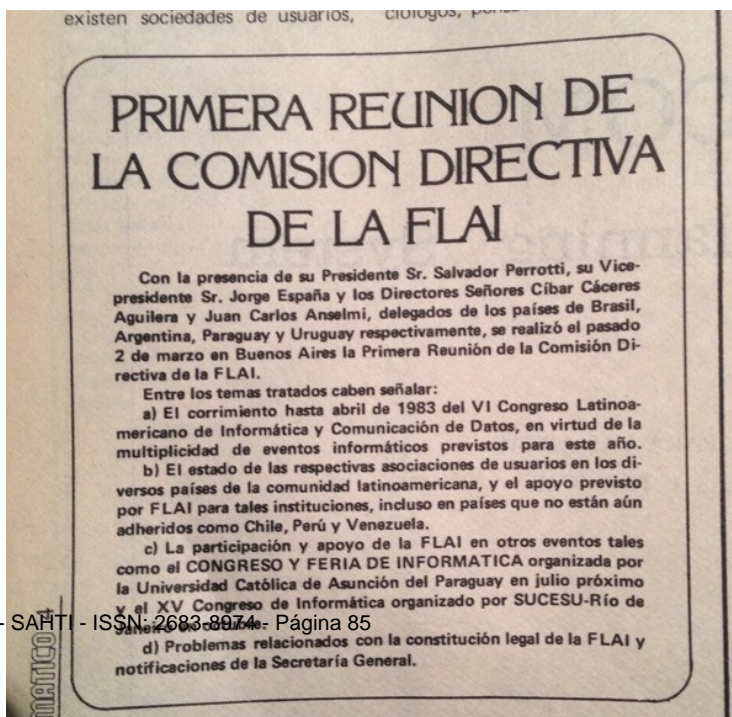 existen sociedades de usuarios,
PRIMERA REUNION DE
LA COMISION DIRECTIVA
DE LA FLAI
Con la presencia de su Presidente Sr. Salvador Perrotti, su Vice-
presidente Sr. Jorge España y los Directores Señores Cíbar Cáceres
Aguilera y Juan Carlos Anselmi, delegados de los países de Brasil,
Argentina, Paraguay y Uruguay respectivamente, se realizó el pasado
2 de marzo en Buenos Aires la Primera Reunión de la Comisión Di-
rectiva de la FLAI.
Entre los temas tratados caben señalar:
a) El corrimiento hasta abril de 1983 del VI Congreso Latinoa-
mericano de Informática y Comunicación de Datos, en virtud de la
multiplicidad de eventos informáticos previstos para este año.
b) El estado de las respectivas asociaciones de usuarios en los di-
versos países de la comunidad latinoamericana, y el apoyo previsto
por FLAI para tales instituciones, incluso en países que no están aún
adheridos como Chile, Perú y Venezuela.
c) La participación y apoyo de la FLAI en otros eventos tales
como el CONGRESO Y FERIA DE INFORMATICA organizada por
la Universidad Católica de Asunción del Paraguay en julio próximo
y el XV Congreso de Informática organizado por SUCESU-Río de
- SAHTI - ISSN: 2683-8974 - Página 85
d) Problemas relacionados con la constitución legal de la FLAI y
notificaciones de la Secretaría General.
MATICO 4